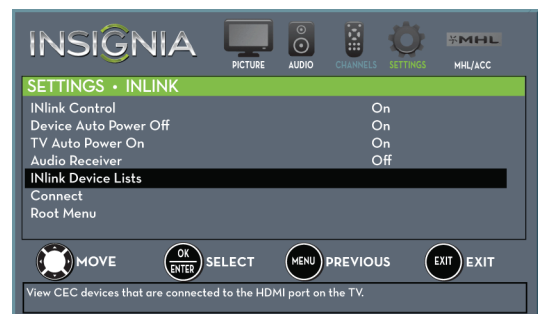 INSIGNIA
PICTURE AUDIO CHANNELS SETTINGS MHL MHL/ACC
SETTINGS • INLINK
INlink Control On
Device Auto Power Off On
TV Auto Power On On
Audio Receiver Off
INlink Device Lists
Connect
Root Menu
MOVE OK ENTER SELECT MENU PREVIOUS EXIT EXIT
View CEC devices that are connected to the HDMI port on the TV.